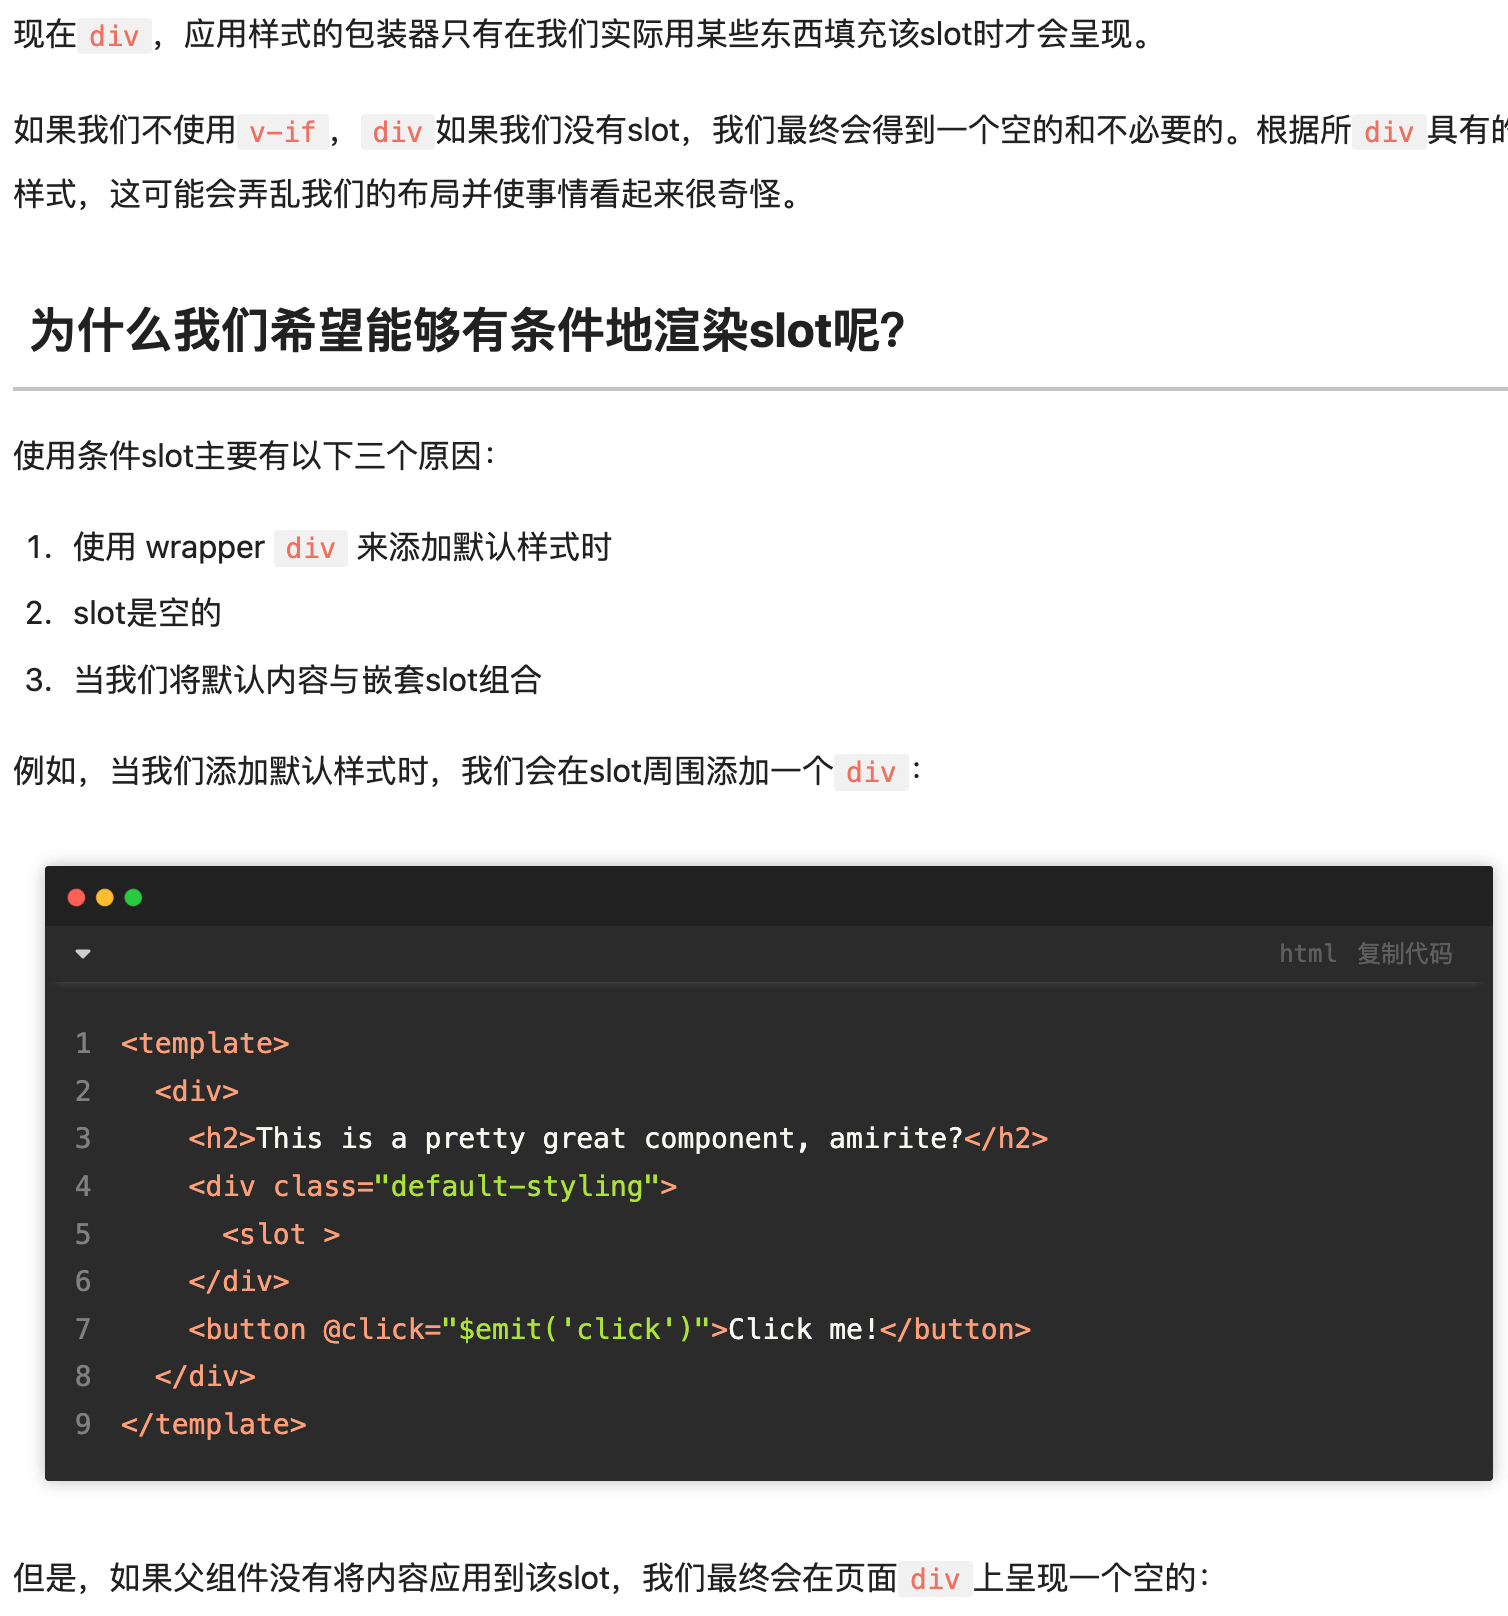 现在 div ，应用样式的包装器只有在我们实际用某些东西填充该slot时才会呈现。
如果我们不使用 v-if ， div 如果我们没有slot，我们最终会得到一个空的和不必要的。根据所 div 具有的
样式，这可能会弄乱我们的布局并使事情看起来很奇怪。
为什么我们希望能够有条件地渲染slot呢?
使用条件slot主要有以下三个原因：
1. 使用 wrapper div 来添加默认样式时
2. slot是空的
3. 当我们将默认内容与嵌套slot组合
例如，当我们添加默认样式时，我们会在slot周围添加一个 div ：
html 复制代码
1 <template>
2   <div>
3     <h2>This is a pretty great component, amirite?</h2>
4     <div class="default-styling">
5       <slot >
6     </div>
7     <button @click="$emit('click')">Click me!</button>
8   </div>
9 </template>
但是，如果父组件没有将内容应用到该slot，我们最终会在页面 div 上呈现一个空的：